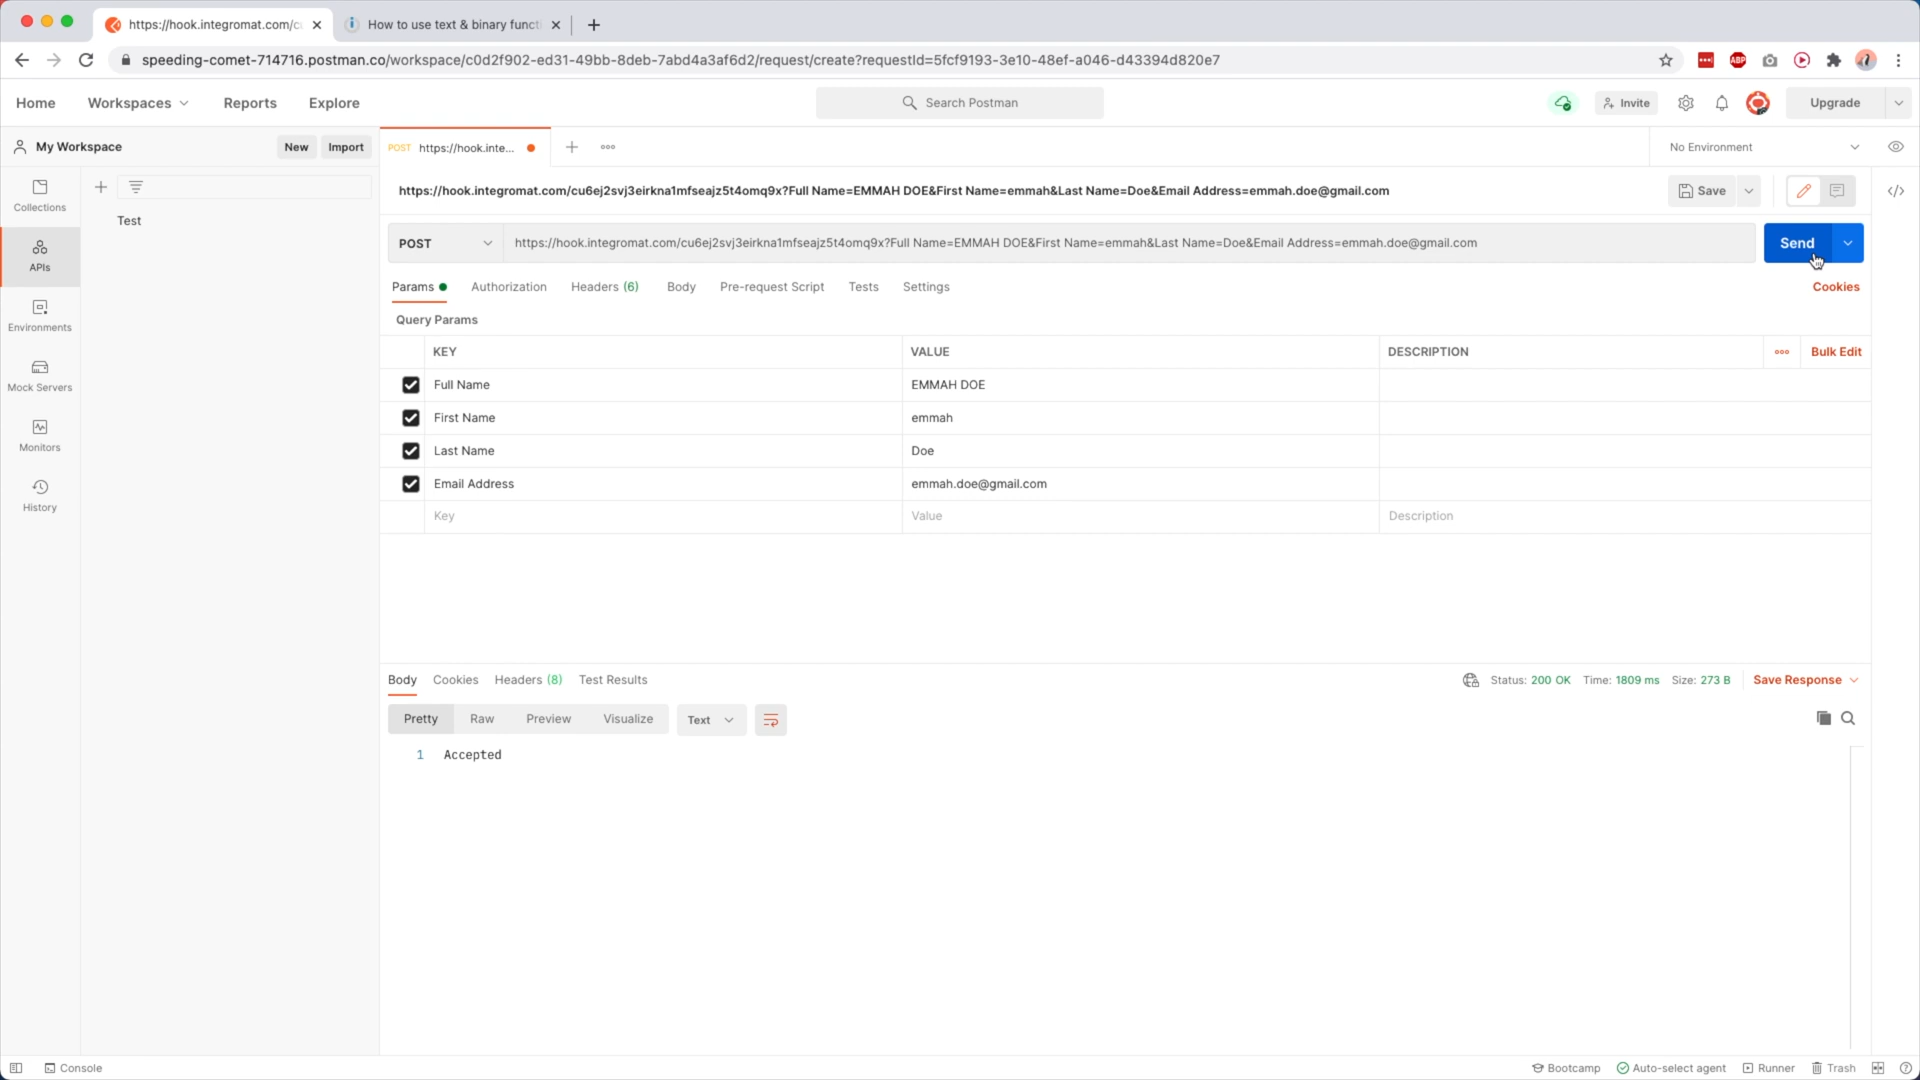 https://hook.integromat.com/c
How to use text & binary funct
speeding-comet-714716.postman.co/workspace/c0d2f902-ed31-49bb-8deb-7abd4a3af6d2/request/create?requestId=5fcf9193-3e10-48ef-a046-d43394d820e7
ABP
Home
Workspaces
Reports
Explore
Search Postman
Invite
Upgrade
My Workspace
New
Import
POST https://hook.inte...
No Environment
Collections
Test
https://hook.integromat.com/cu6ej2svj3eirkna1mfseajz5t4omq9x?Full Name=EMMAH DOE&First Name=emmah&Last Name=Doe&Email Address=emmah.doe@gmail.com
Save
</>
POST
https://hook.integromat.com/cu6ej2svj3eirkna1mfseajz5t4omq9x?Full Name=EMMAH DOE&First Name=emmah&Last Name=Doe&Email Address=emmah.doe@gmail.com
Send
APIs
Params
Authorization
Headers (6)
Body
Pre-request Script
Tests
Settings
Cookies
Environments
Query Params
KEY
VALUE
DESCRIPTION
Bulk Edit
Full Name
EMMAH DOE
Mock Servers
First Name
emmah
Monitors
Last Name
Doe
Email Address
emmah.doe@gmail.com
History
Key
Value
Description
Body
Cookies
Headers (8)
Test Results
Status: 200 OK
Time: 1809 ms
Size: 273 B
Save Response
Pretty
Raw
Preview
Visualize
Text
1 Accepted
Console
Bootcamp
Auto-select agent
Runner
Trash